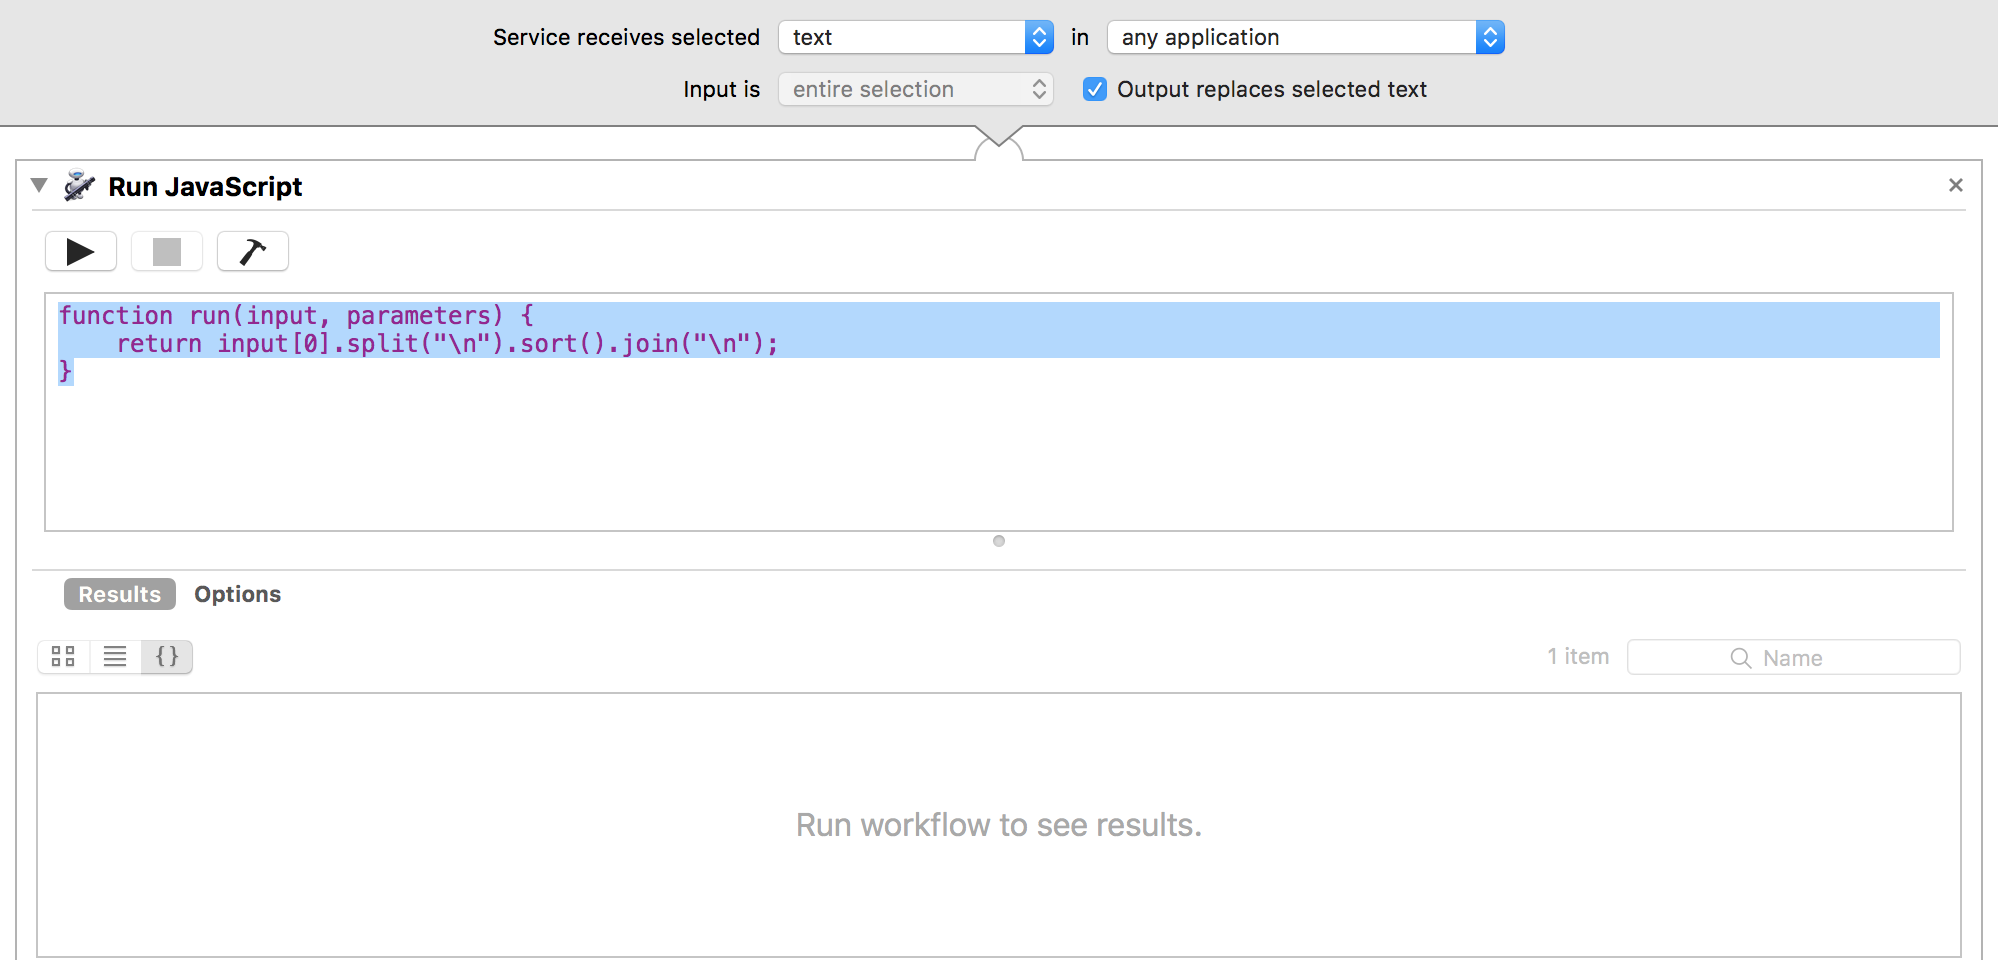 Service receives selected text in any application
Input is entire selection Output replaces selected text
Run JavaScript
function run(input, parameters) {
    return input[0].split("\n").sort().join("\n");
}
Results Options
{} 1 item Name
Run workflow to see results.